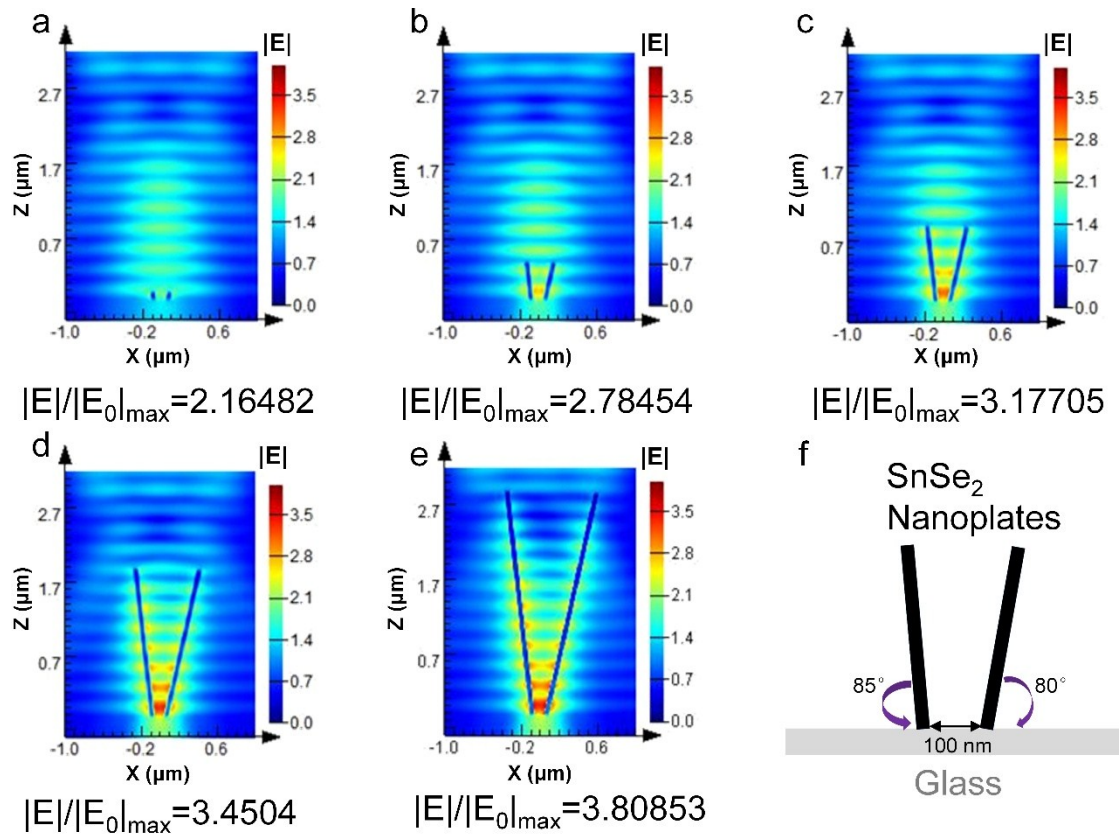 a
|E|
3.5
2.8
2.1
1.4
0.7
0.0
2.7
1.7
0.7
Z (µm)
-1.0 -0.2 0.6
X (µm)
|E|/|E₀|max=2.16482
b
|E|
3.5
2.8
2.1
1.4
0.7
0.0
2.7
1.7
0.7
Z (µm)
-1.0 -0.2 0.6
X (µm)
|E|/|E₀|max=2.78454
c
|E|
3.5
2.8
2.1
1.4
0.7
0.0
2.7
1.7
0.7
Z (µm)
-1.0 -0.2 0.6
X (µm)
|E|/|E₀|max=3.17705
d
|E|
3.5
2.8
2.1
1.4
0.7
0.0
2.7
1.7
0.7
Z (µm)
-1.0 -0.2 0.6
X (µm)
|E|/|E₀|max=3.4504
e
|E|
3.5
2.8
2.1
1.4
0.7
0.0
2.7
1.7
0.7
Z (µm)
-1.0 -0.2 0.6
X (µm)
|E|/|E₀|max=3.80853
f
SnSe₂
Nanoplates
85°
80°
100 nm
Glass